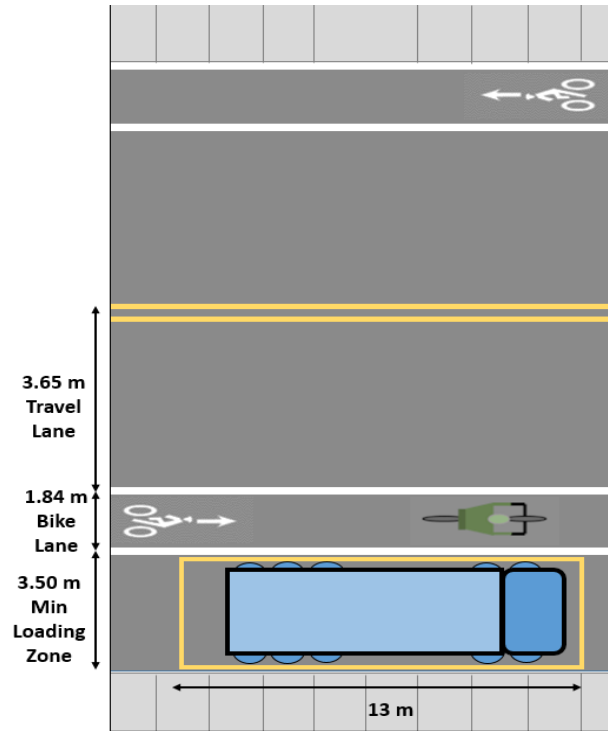 3.65 m
Travel
Lane
1.84 m
Bike
Lane
3.50 m
Min
Loading
Zone
13 m